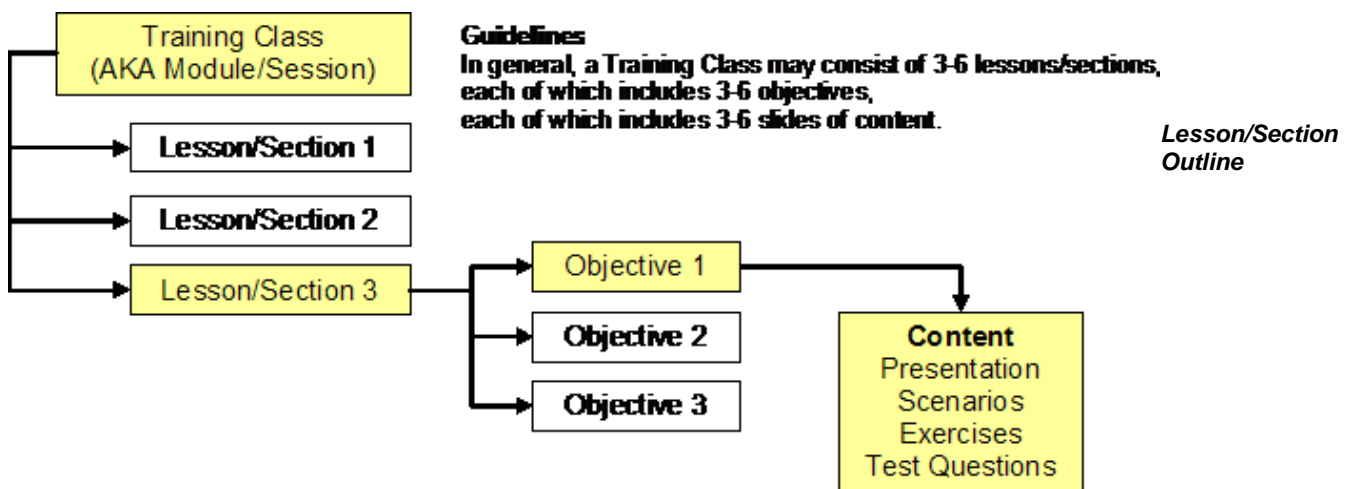 Training Class
(AKA Module/Session)
Guidelines
In general, a Training Class may consist of 3-6 lessons/sections,
each of which includes 3-6 objectives,
each of which includes 3-6 slides of content.
Lesson/Section
Outline
Lesson/Section 1
Lesson/Section 2
Lesson/Section 3
Objective 1
Objective 2
Objective 3
Content
Presentation
Scenarios
Exercises
Test Questions